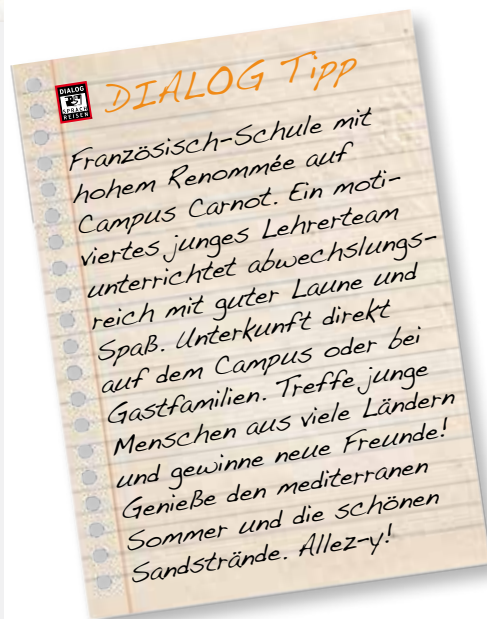 DIALOG
SPRACH
REISEN
DIALOG Tipp
Französisch-Schule mit
hohem Renommée auf
Campus Carnot. Ein moti-
viertes junges Lehrerteam
unterrichtet abwechslungs-
reich mit guter Laune und
Spaß. Unterkunft direkt
auf dem Campus oder bei
Gastfamilien. Treffe junge
Menschen aus viele Ländern
und gewinne neue Freunde!
Genieße den mediterranen
Sommer und die schönen
Sandstrände. Allez-y!